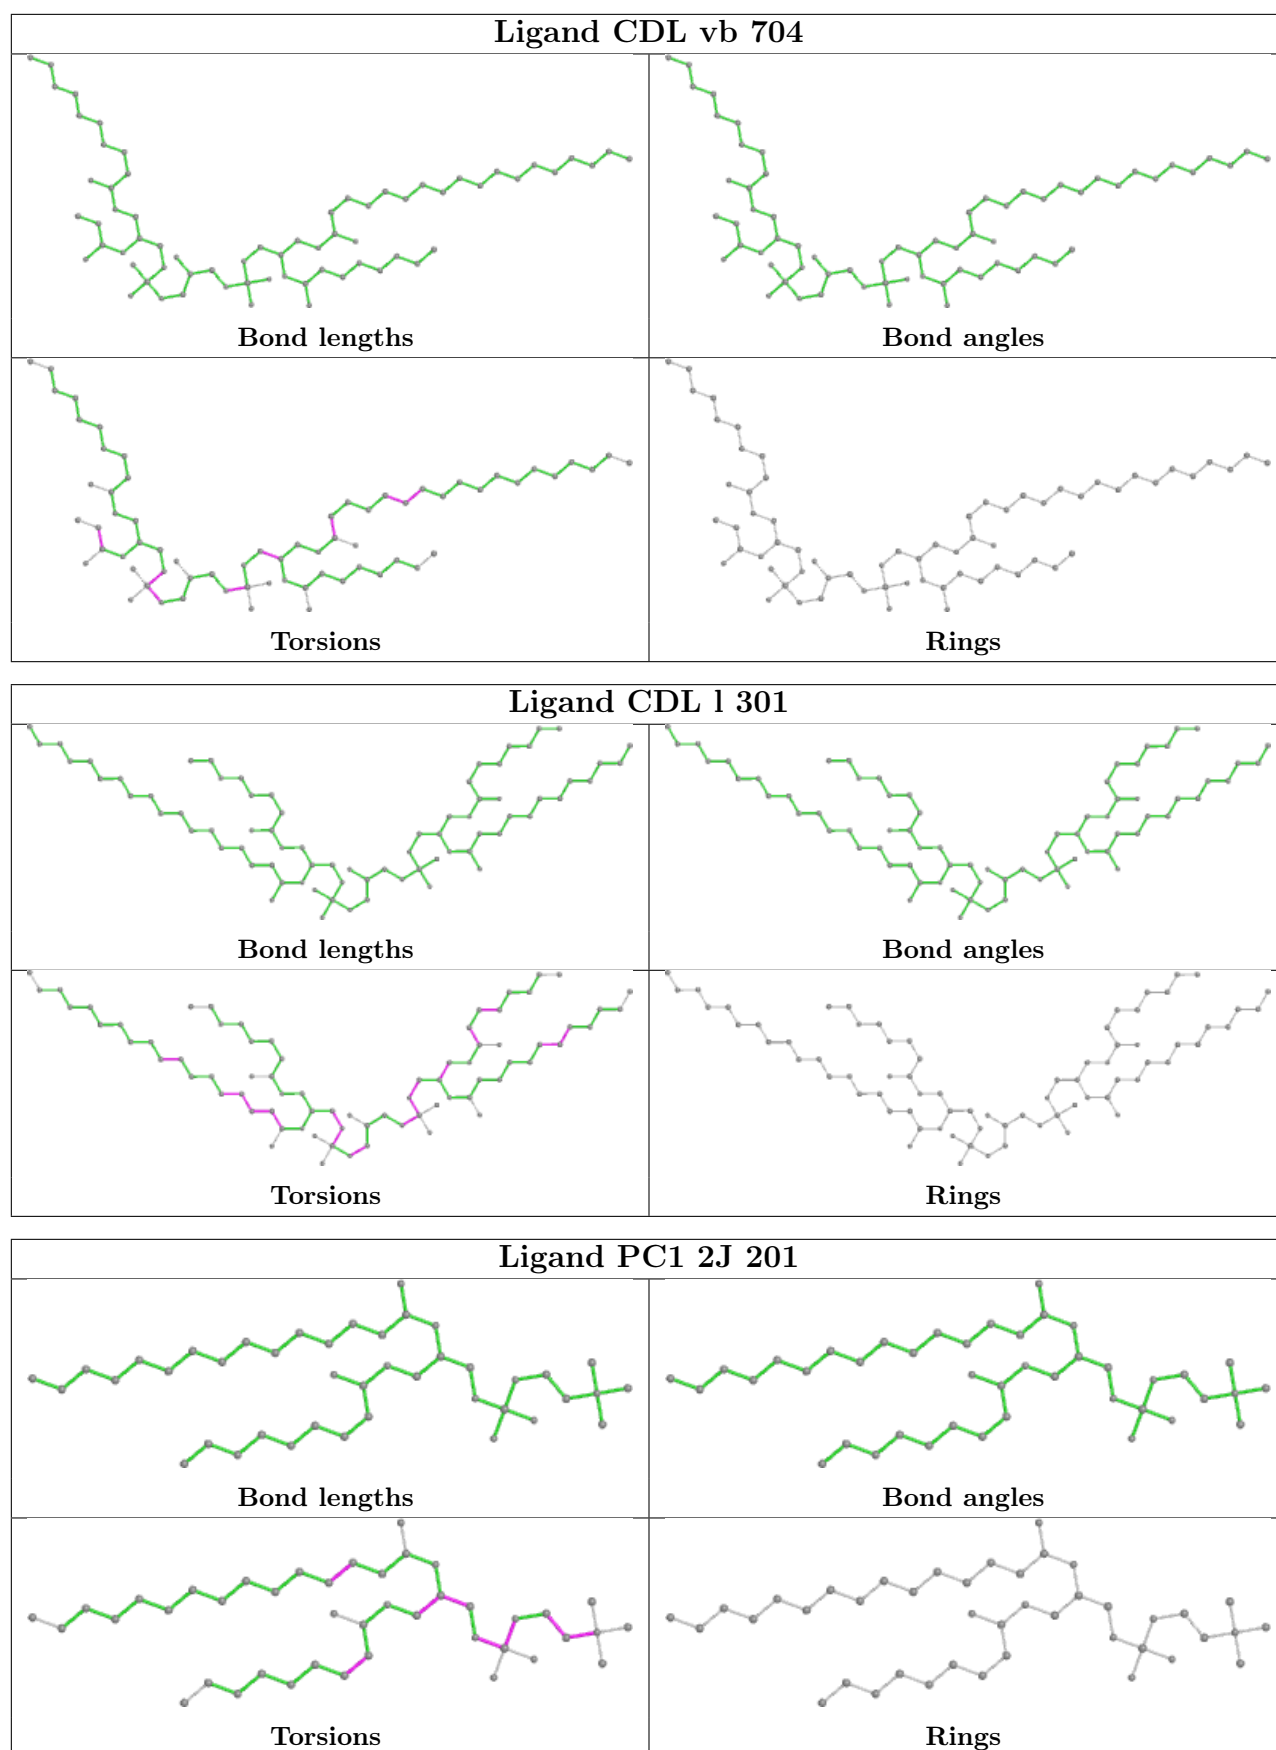 Ligand CDL vb 704
Bond lengths
Bond angles
Torsions
Rings
Ligand CDL l 301
Bond lengths
Bond angles
Torsions
Rings
Ligand PC1 2J 201
Bond lengths
Bond angles
Torsions
Rings